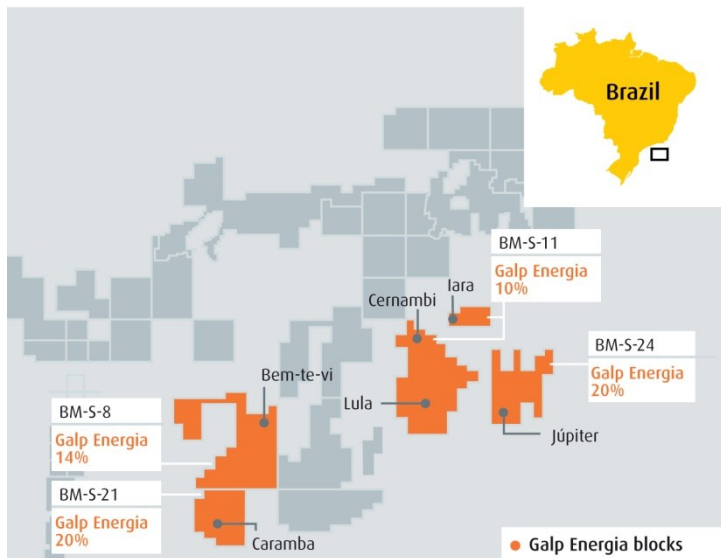 Brazil
BM-S-11
Galp Energia
10%
Iara
Cernambi
BM-S-24
Galp Energia
20%
Bem-te-vi
Lula
Júpiter
BM-S-8
Galp Energia
14%
BM-S-21
Galp Energia
20%
Caramba
Galp Energia blocks